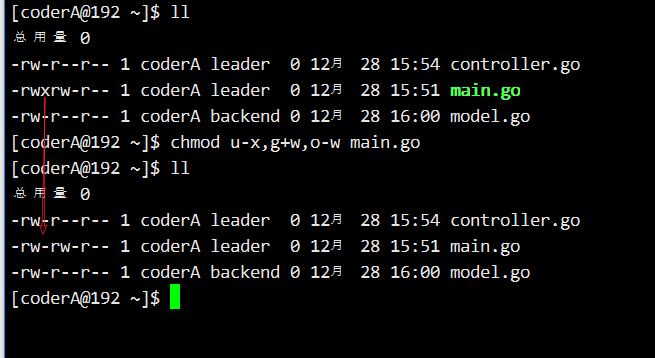 [coderA@192 ~]$ ll
总用量 0
-rw-r--r-- 1 coderA leader  0 12月  28 15:54 controller.go
-rwxrw-r-- 1 coderA leader  0 12月  28 15:51 main.go
-rw-r--r-- 1 coderA backend 0 12月  28 16:00 model.go
[coderA@192 ~]$ chmod u-x,g+w,o-w main.go
[coderA@192 ~]$ ll
总用量 0
-rw-r--r-- 1 coderA leader  0 12月  28 15:54 controller.go
-rw-rw-r-- 1 coderA leader  0 12月  28 15:51 main.go
-rw-r--r-- 1 coderA backend 0 12月  28 16:00 model.go
[coderA@192 ~]$